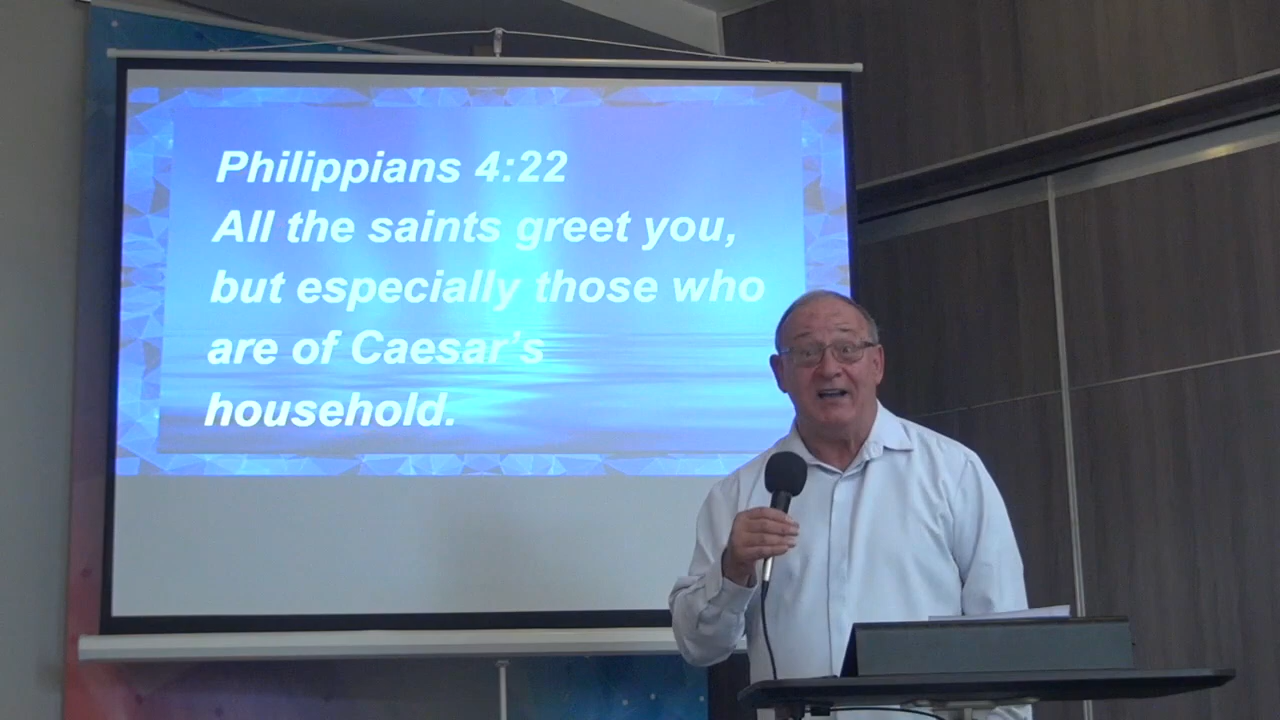 Philippians 4:22
All the saints greet you,
but especially those who
are of Caesar’s
household.